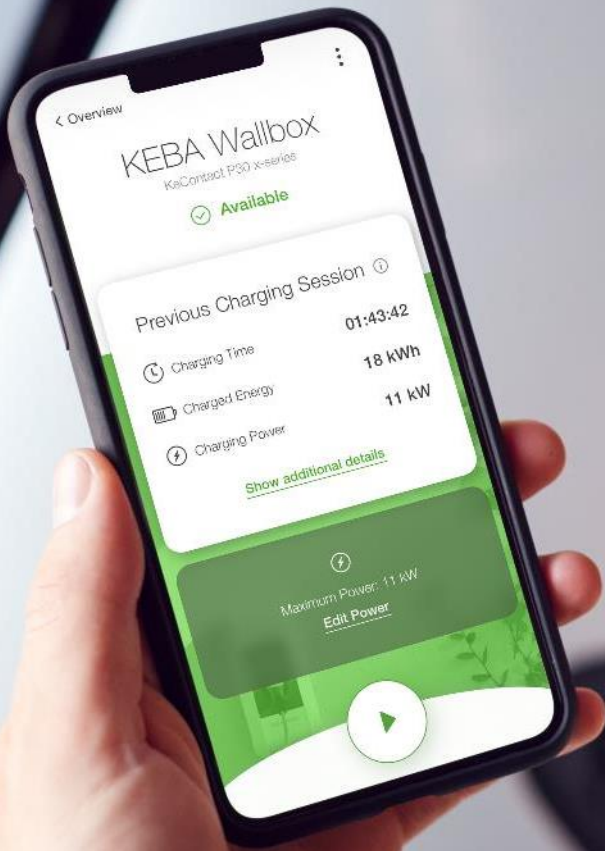 < Overview
KEBA Wallbox
KeContact P30 x-series
Available
Previous Charging Session
Charging Time 01:43:42
Charged Energy 18 kWh
Charging Power 11 kW
Show additional details
Maximum Power: 11 kW
Edit Power